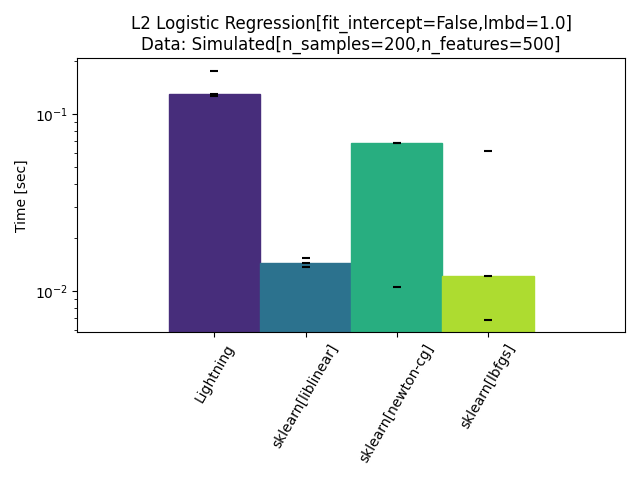 L2 Logistic Regression[fit_intercept=False,lmbd=1.0]
Data: Simulated[n_samples=200,n_features=500]
Time [sec]
10⁻¹
10⁻²
Lightning
sklearn[liblinear]
sklearn[newton-cg]
sklearn[lbfgs]